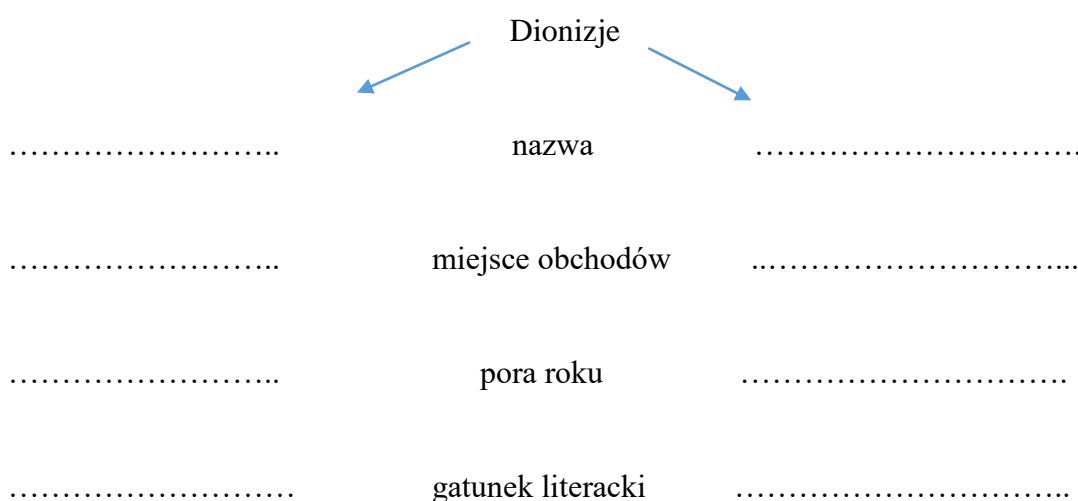 Dionizje
…………………….. nazwa ………………………….
…………………….. miejsce obchodów ..………………………...
…………………….. pora roku ………………………….
……………………… gatunek literacki …………………………..